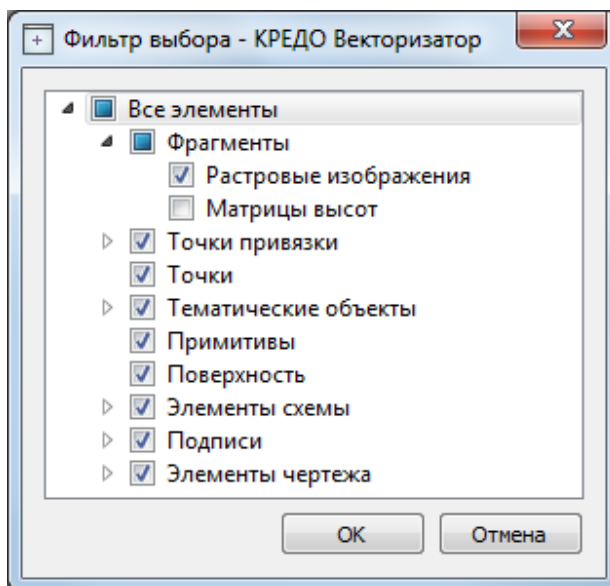 Фильтр выбора - КРЕДО Векторизатор
Все элементы
Фрагменты
Растровые изображения
Матрицы высот
Точки привязки
Точки
Тематические объекты
Примитивы
Поверхность
Элементы схемы
Подписи
Элементы чертежа
ОК Отмена